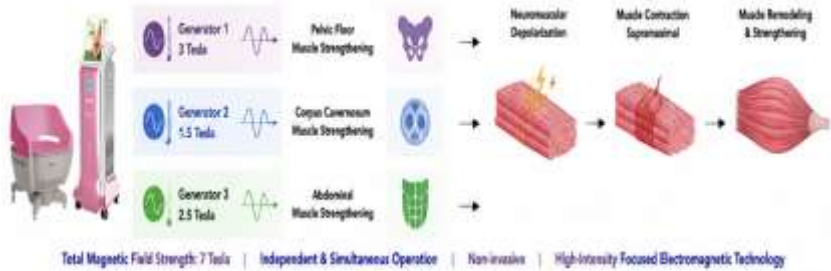 Generator 1
3 Tesla
Pelvic Floor
Muscle Strengthening
Generator 2
1.5 Tesla
Corpus Cavernosum
Muscle Strengthening
Generator 3
2.5 Tesla
Abdominal
Muscle Strengthening
Neuromuscular
Depolarization
Muscle Contraction
Supramaximal
Muscle Remodeling
& Strengthening
Total Magnetic Field Strength: 7 Tesla | Independent & Simultaneous Operation | Non-invasive | High-Intensity Focused Electromagnetic Technology